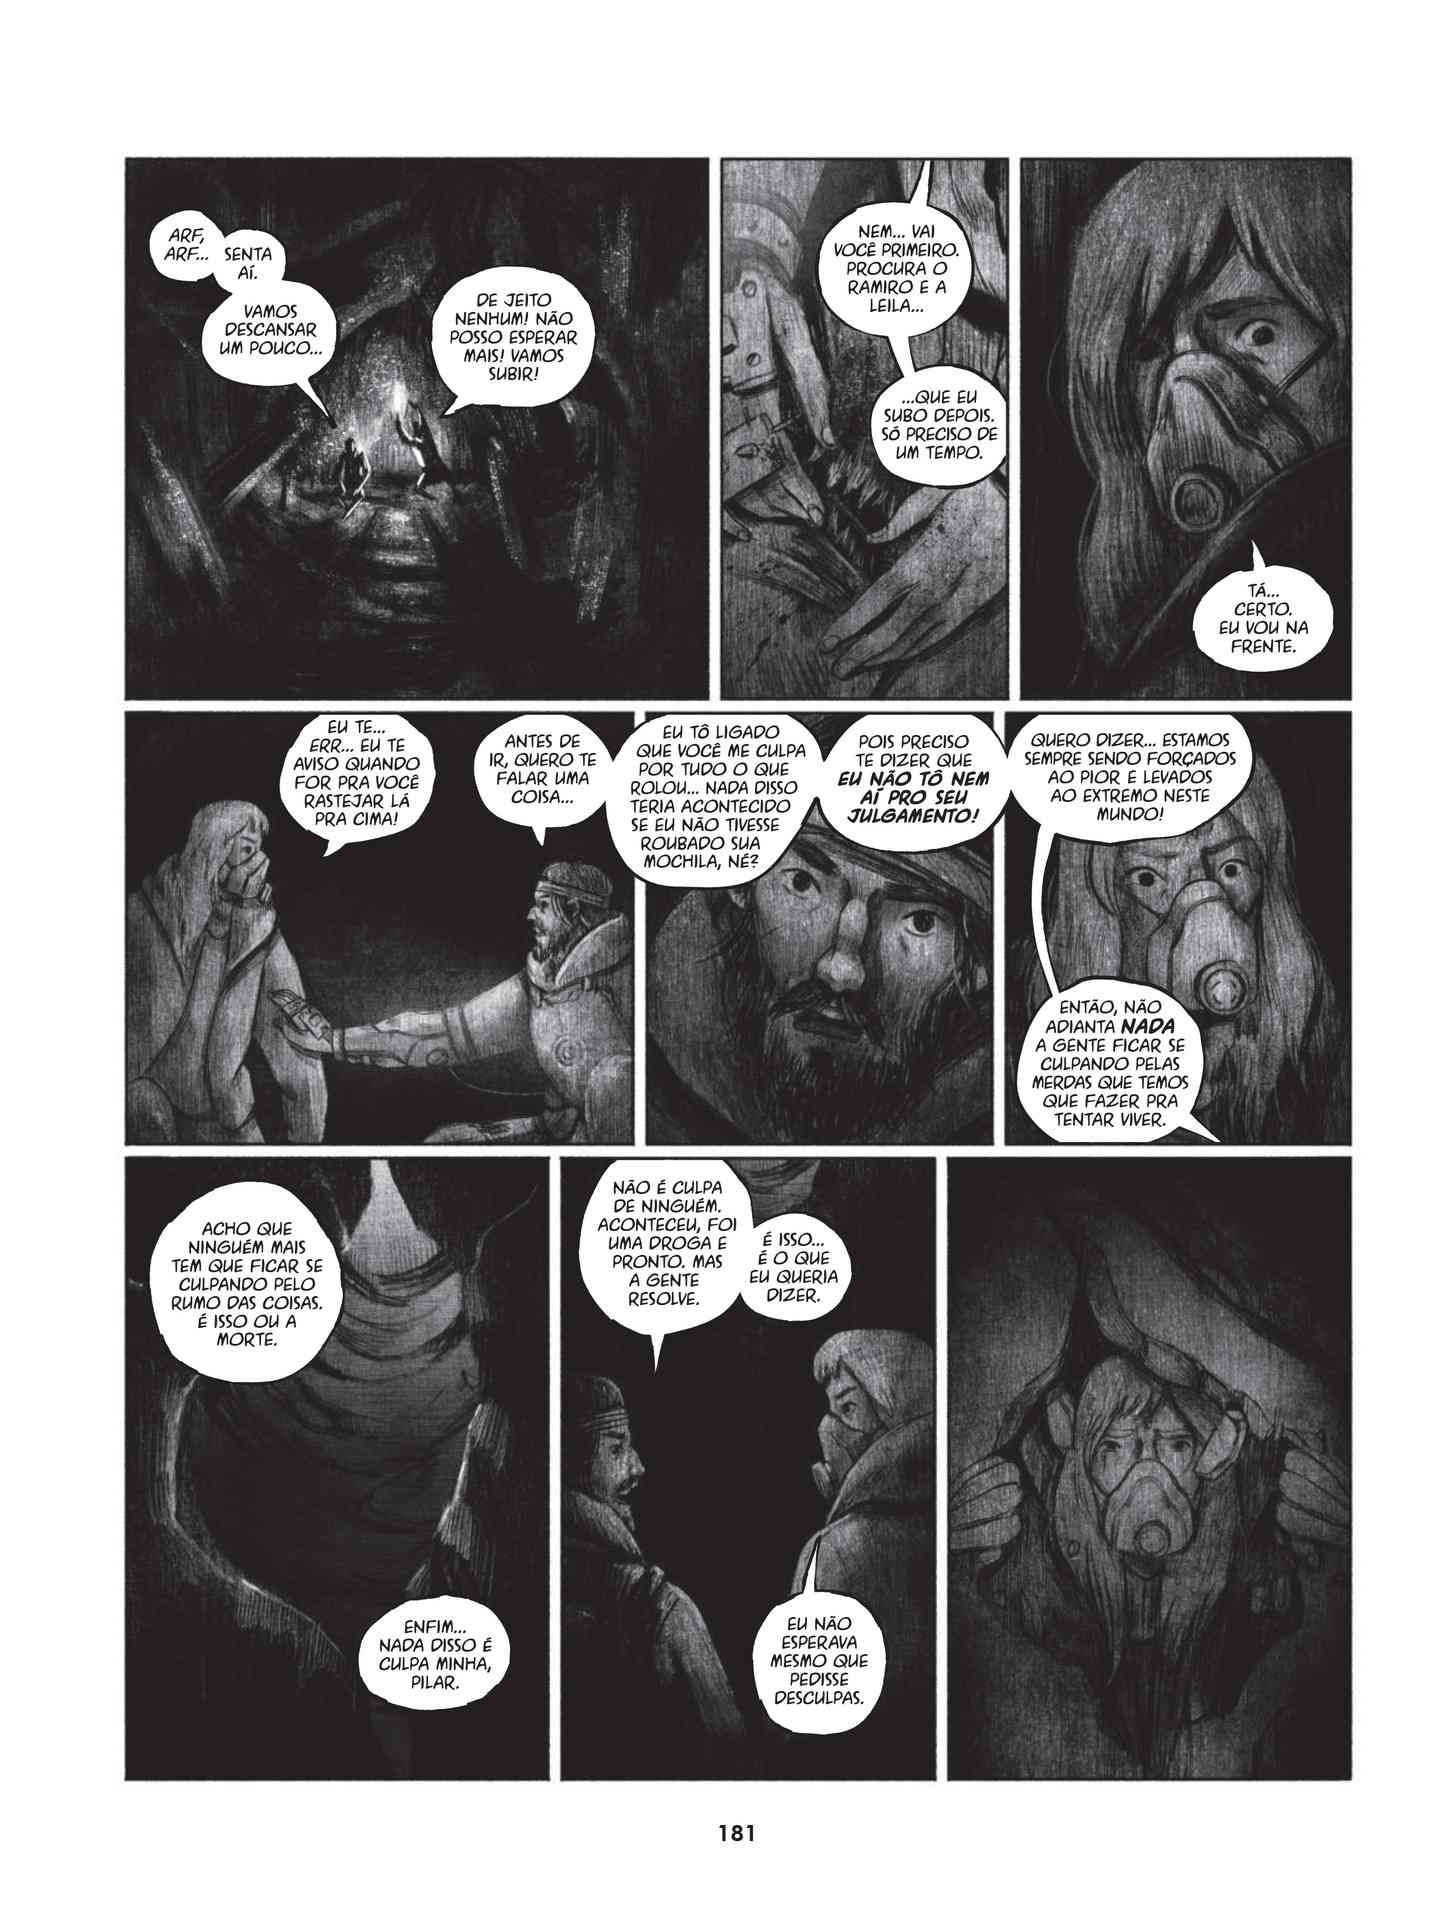 ARF,
ARF...
SENTA
AÍ.
VAMOS
DESCANSAR
UM POUCO...
DE JEITO
NENHUM! NÃO
POSSO ESPERAR
MAIS! VAMOS
SUBIR!
NEM... VAI
VOCÊ PRIMEIRO.
PROCURA O
RAMIRO E A
LEILA...
...QUE EU
SUBO DEPOIS.
SÓ PRECISO DE
UM TEMPO.
TÁ...
CERTO.
EU VOU NA
FRENTE.
EU TE...
ERR... EU TE
AVISO QUANDO
FOR PRA VOCÊ
RASTEJAR LÁ
PRA CIMA!
ANTES DE
IR, QUERO TE
FALAR UMA
COISA...
EU TÔ LIGADO
QUE VOCÊ ME CULPA
POR TUDO O QUE
ROLOU... NADA DISSO
TERIA ACONTECIDO
SE EU NÃO TIVESSE
ROUBADO SUA
MOCHILA, NÉ?
POIS PRECISO
TE DIZER QUE
EU NÃO TÔ NEM
AÍ PRO SEU
JULGAMENTO!
QUERO DIZER... ESTAMOS
SEMPRE SENDO FORÇADOS
AO PIOR E LEVADOS
AO EXTREMO NESTE
MUNDO!
ENTÃO, NÃO
ADIANTA NADA
A GENTE FICAR SE
CULPANDO PELAS
MERDAS QUE TEMOS
QUE FAZER PRA
TENTAR VIVER.
ACHO QUE
NINGUÉM MAIS
TEM QUE FICAR SE
CULPANDO PELO
RUMO DAS COISAS.
É ISSO OU A
MORTE.
ENFIM...
NADA DISSO É
CULPA MINHA,
PILAR.
NÃO É CULPA
DE NINGUÉM.
ACONTECEU, FOI
UMA DROGA E
PRONTO. MAS
A GENTE
RESOLVE.
É ISSO...
É O QUE
EU QUERIA
DIZER.
EU NÃO
ESPERAVA
MESMO QUE
PEDISSE
DESCULPAS.
181